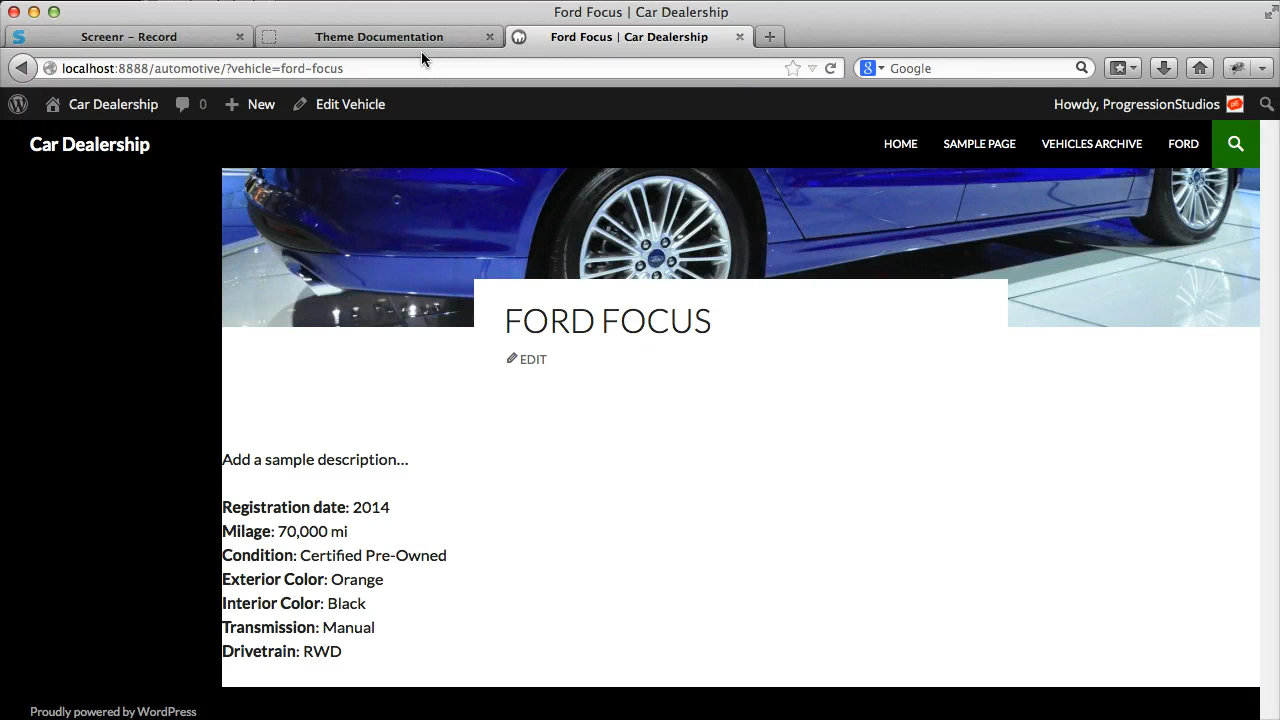 Ford Focus | Car Dealership
Screenr – Record
Theme Documentation
Ford Focus | Car Dealership
localhost:8888/automotive/?vehicle=ford-focus
Google
Car Dealership 0 New Edit Vehicle Howdy, ProgressionStudios
Car Dealership HOME SAMPLE PAGE VEHICLES ARCHIVE FORD
FORD FOCUS
EDIT
Add a sample description...
Registration date: 2014
Milage: 70,000 mi
Condition: Certified Pre-Owned
Exterior Color: Orange
Interior Color: Black
Transmission: Manual
Drivetrain: RWD
Proudly powered by WordPress